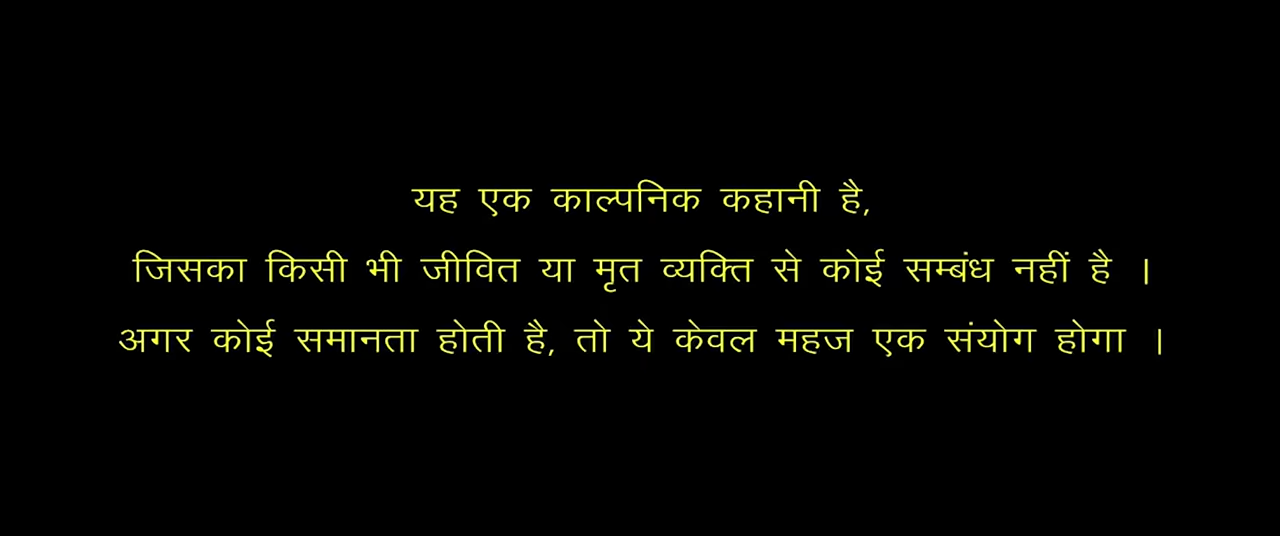 यह एक काल्पनिक कहानी है,
जिसका किसी भी जीवित या मृत व्यक्ति से कोई सम्बंध नहीं है ।
अगर कोई समानता होती है, तो ये केवल महज एक संयोग होगा ।